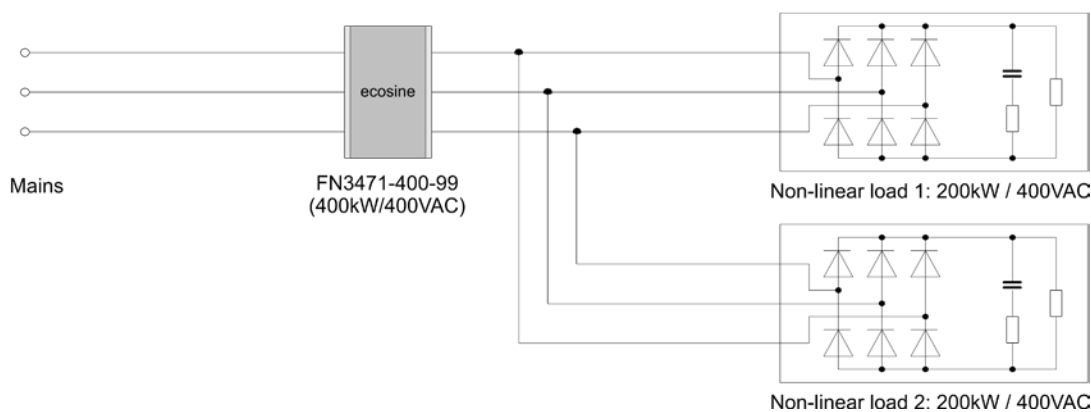 ecosine
Mains
FN3471-400-99
(400kW/400VAC)
Non-linear load 1: 200kW / 400VAC
Non-linear load 2: 200kW / 400VAC